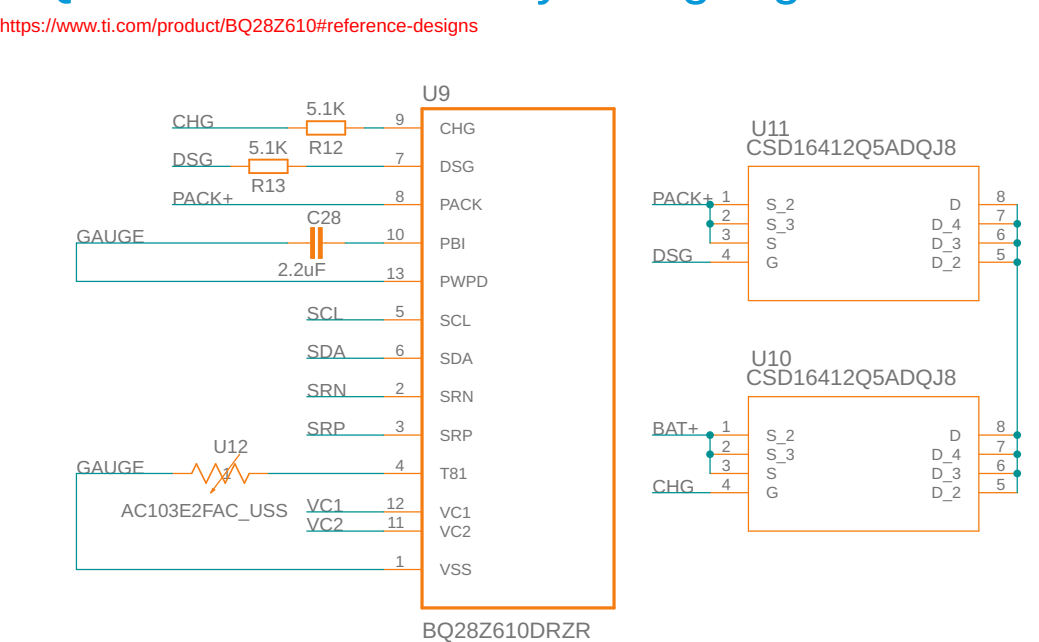 https://www.ti.com/product/BQ28Z610#reference-designs
U9
CHG 5.1K R12 9 CHG
DSG 5.1K R13 7 DSG
PACK+ 8 PACK
GAUGE C28 2.2uF 10 PBI
13 PWPD
SCL 5 SCL
SDA 6 SDA
SRN 2 SRN
SRP 3 SRP
GAUGE U12 1 4 T81
AC103E2FAC_USS
VC1 12 VC1
VC2 11 VC2
1 VSS
BQ28Z610DRZR
U11
CSD16412Q5ADQJ8
PACK+ 1 S_2 D 8
2 S_3 D_4 7
3 S D_3 6
DSG 4 G D_2 5
U10
CSD16412Q5ADQJ8
BAT+ 1 S_2 D 8
2 S_3 D_4 7
3 S D_3 6
CHG 4 G D_2 5